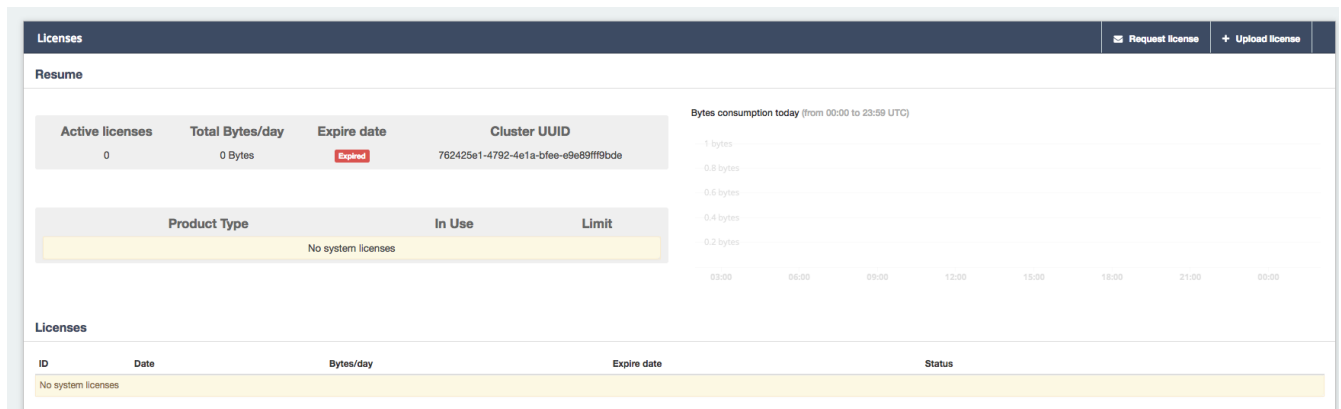 Licenses
Request license
+ Upload license
Resume
Active licenses Total Bytes/day Expire date Cluster UUID
0 0 Bytes Expired 762425e1-4792-4e1a-bfee-e9e89fff9bde
Product Type In Use Limit
No system licenses
Bytes consumption today (from 00:00 to 23:59 UTC)
1 bytes
0.8 bytes
0.6 bytes
0.4 bytes
0.2 bytes
03:00 06:00 09:00 12:00 15:00 18:00 21:00 00:00
Licenses
ID Date Bytes/day Expire date Status
No system licenses